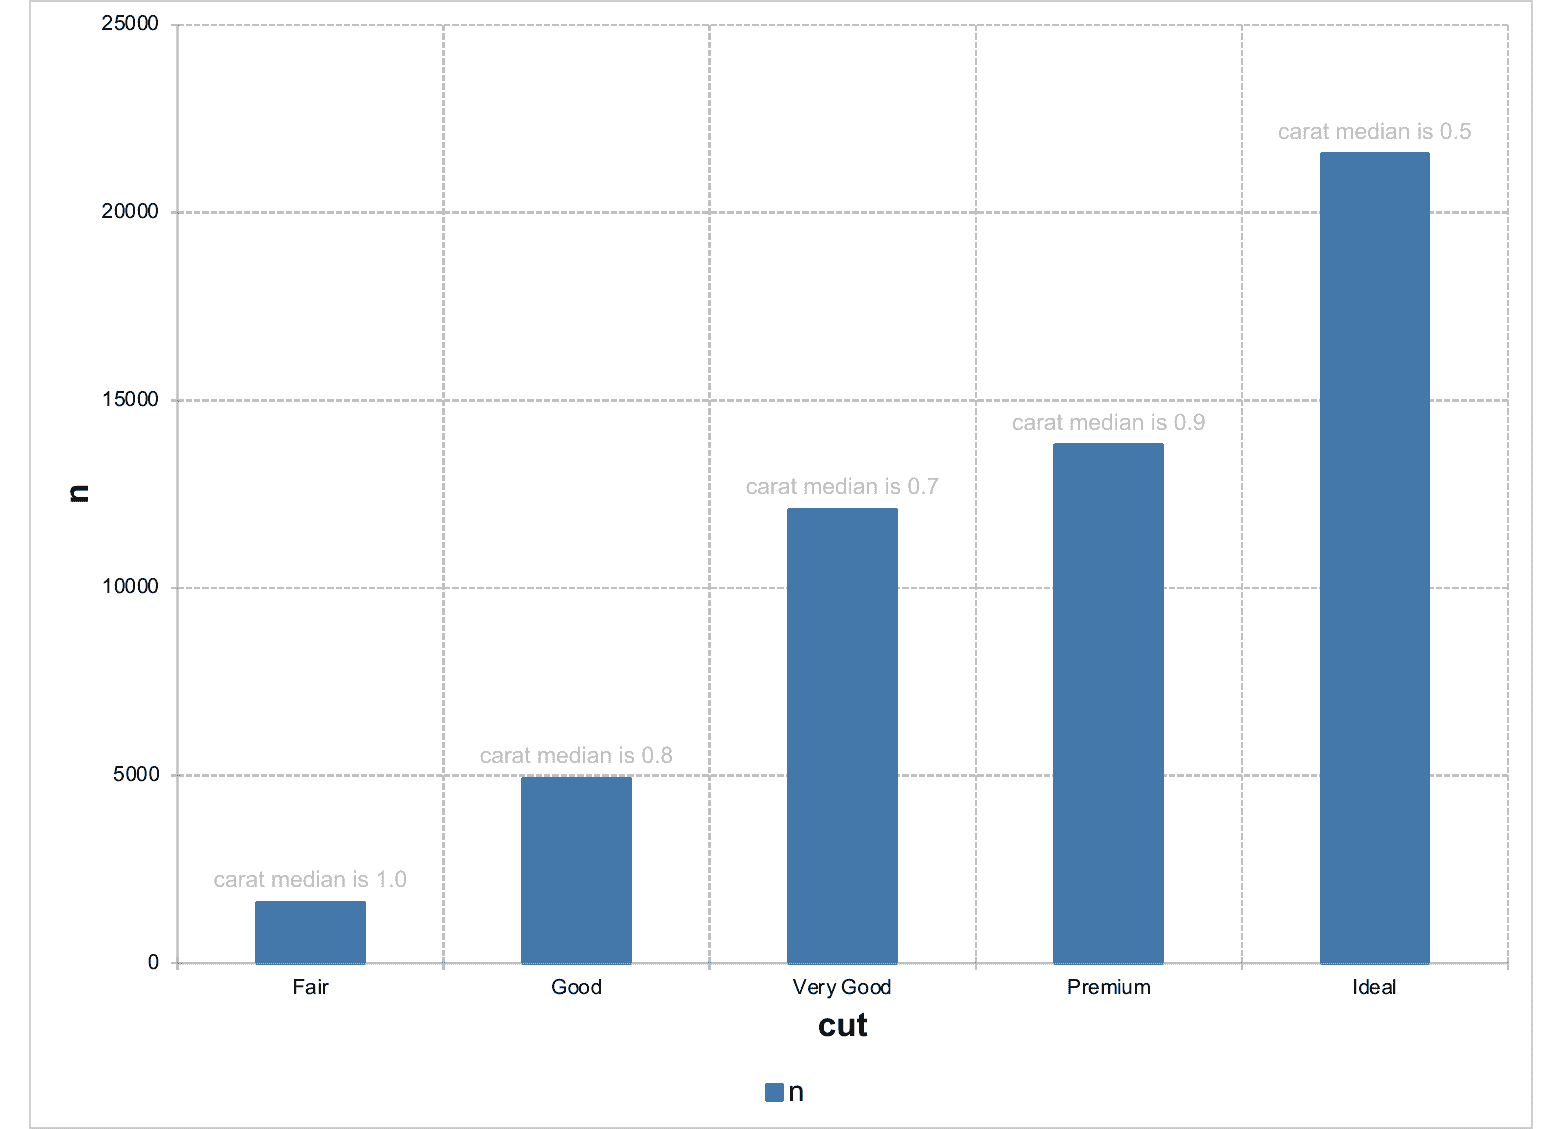 25000
carat median is 0.5
20000
15000
carat median is 0.9
n
carat median is 0.7
10000
carat median is 0.8
5000
carat median is 1.0
0
Fair Good Very Good Premium Ideal
cut
n